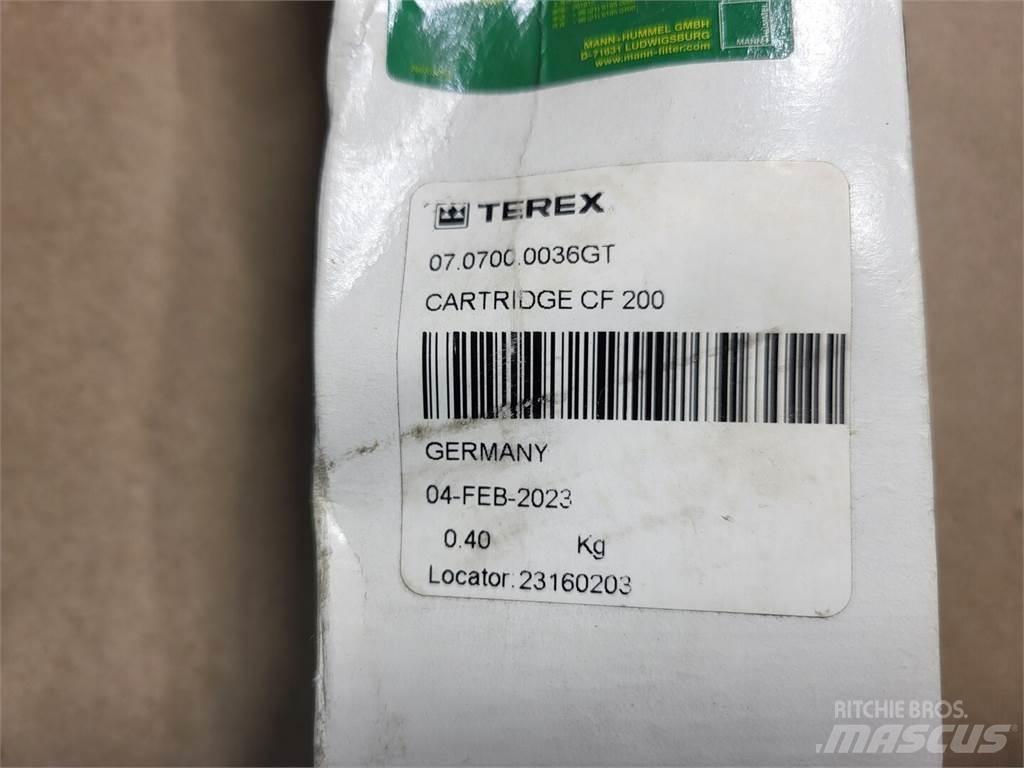 MANN+HUMMEL GMBH
D-71631 LUDWIGSBURG
www.mann-filter.com
MANN
TEREX
07.0700.0036GT
CARTRIDGE CF 200
GERMANY
04-FEB-2023
0.40 Kg
Locator: 23160203
RITCHIE BROS.
MASCUS